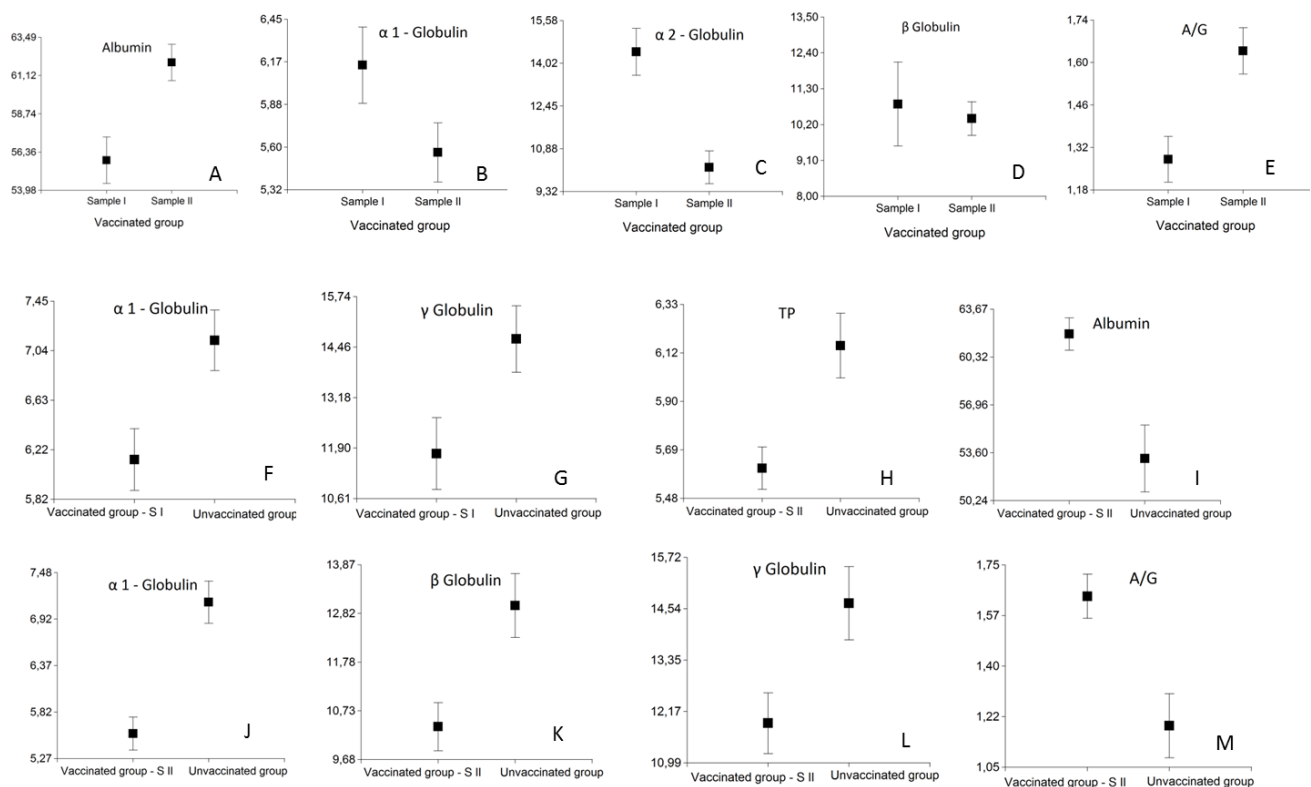 Albumin
63,49
61,12
58,74
56,36
53,98
Sample I Sample II
Vaccinated group
A
α 1 - Globulin
6,45
6,17
5,88
5,60
5,32
Sample I Sample II
Vaccinated group
B
α 2 - Globulin
15,58
14,02
12,45
10,88
9,32
Sample I Sample II
Vaccinated group
C
β Globulin
13,50
12,40
11,30
10,20
9,10
8,00
Sample I Sample II
Vaccinated group
D
A/G
1,74
1,60
1,46
1,32
1,18
Sample I Sample II
Vaccinated group
E
α 1 - Globulin
7,45
7,04
6,63
6,22
5,82
Vaccinated group - S I Unvaccinated group
F
γ Globulin
15,74
14,46
13,18
11,90
10,61
Vaccinated group - S I Unvaccinated group
G
TP
6,33
6,12
5,90
5,69
5,48
Vaccinated group - S II Unvaccinated group
H
Albumin
63,67
60,32
56,96
53,60
50,24
Vaccinated group - S II Unvaccinated group
I
α 1 - Globulin
7,48
6,92
6,37
5,82
5,27
Vaccinated group - S II Unvaccinated group
J
β Globulin
13,87
12,82
11,78
10,73
9,68
Vaccinated group - S II Unvaccinated group
K
γ Globulin
15,72
14,54
13,35
12,17
10,99
Vaccinated group - S II Unvaccinated group
L
A/G
1,75
1,57
1,40
1,22
1,05
Vaccinated group - S II Unvaccinated group
M